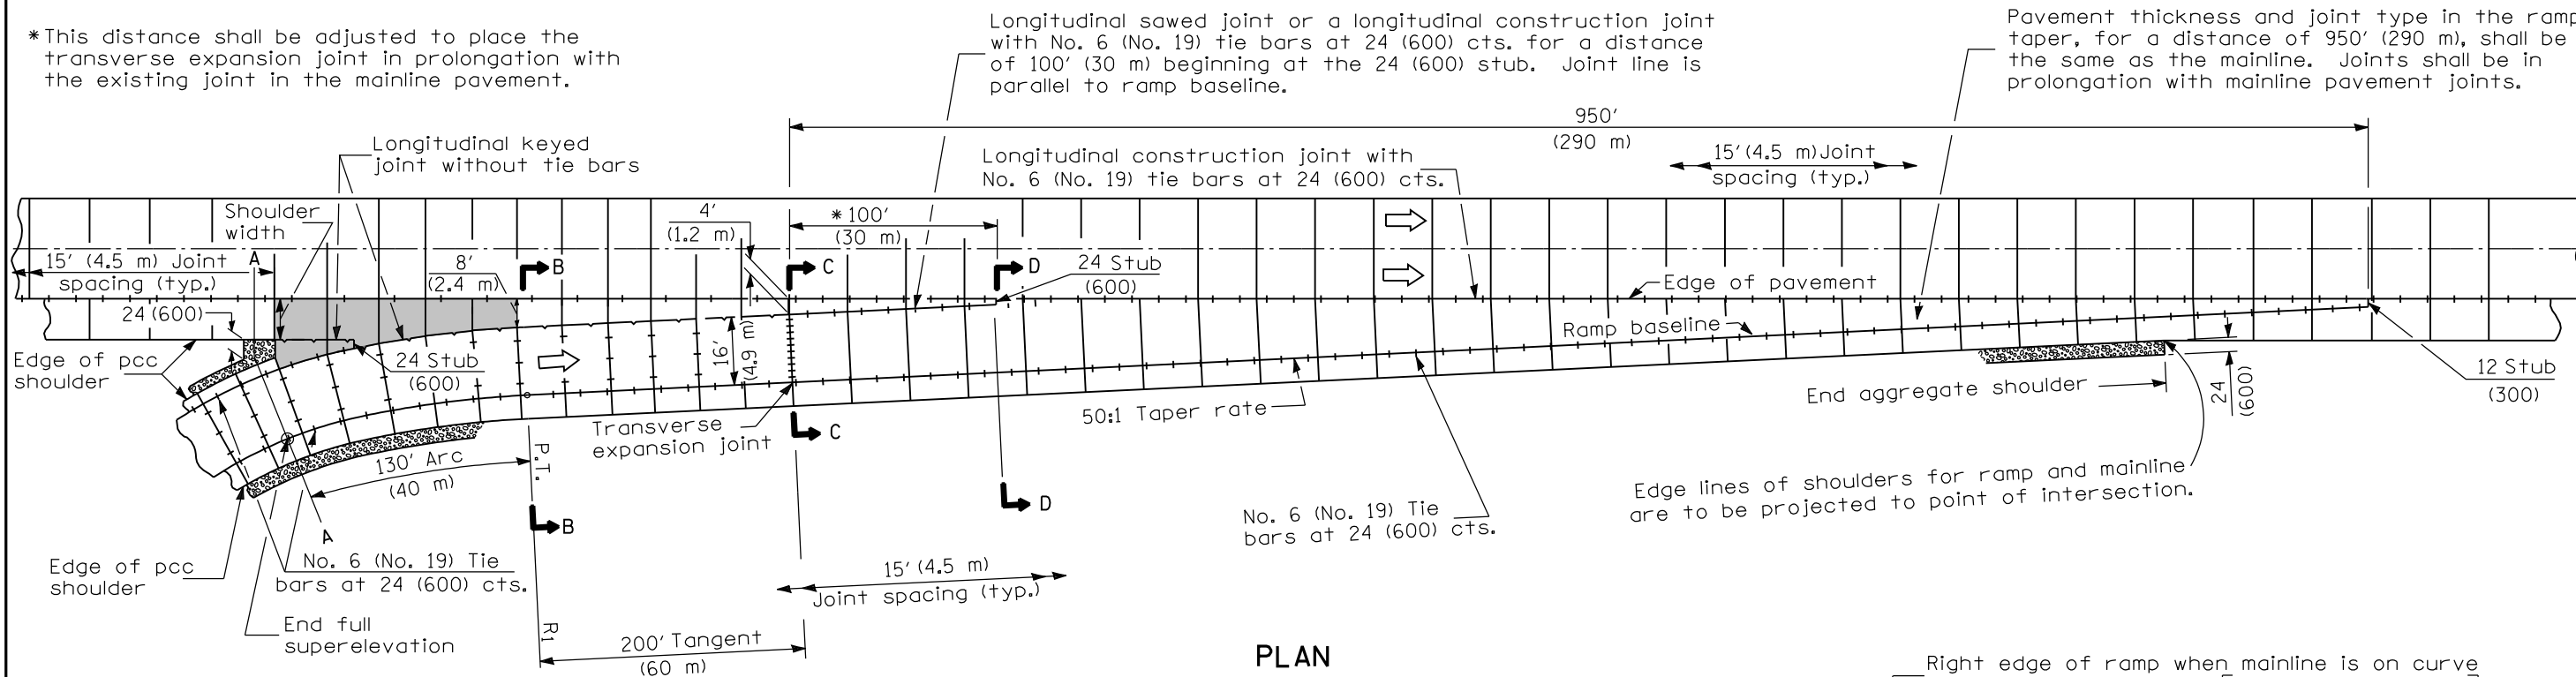 *This distance shall be adjusted to place the
transverse expansion joint in prolongation with
the existing joint in the mainline pavement.
Longitudinal sawed joint or a longitudinal construction joint
with No. 6 (No. 19) tie bars at 24 (600) cts. for a distance
of 100' (30 m) beginning at the 24 (600) stub. Joint line is
parallel to ramp baseline.
Pavement thickness and joint type in the ramp
taper, for a distance of 950' (290 m), shall be
the same as the mainline. Joints shall be in
prolongation with mainline pavement joints.
950'
(290 m)
Longitudinal keyed
joint without tie bars
Longitudinal construction joint with
No. 6 (No. 19) tie bars at 24 (600) cts.
15' (4.5 m) Joint
spacing (typ.)
Shoulder
width
4'
(1.2 m)
*100'
(30 m)
A
15' (4.5 m) Joint
spacing (typ.)
8'
(2.4 m)
B
C
D
24 Stub
(600)
Edge of pavement
24 (600)
Ramp baseline
Edge of pcc
shoulder
24 Stub
(600)
16'
(4.9 m)
12 Stub
(300)
End aggregate shoulder
24
(600)
50:1 Taper rate
Transverse
expansion joint
C
130' Arc
(40 m)
P.T.
Edge lines of shoulders for ramp and mainline
are to be projected to point of intersection.
D
No. 6 (No. 19) Tie
bars at 24 (600) cts.
B
A
Edge of pcc
shoulder
No. 6 (No. 19) Tie
bars at 24 (600) cts.
15' (4.5 m)
Joint spacing (typ.)
End full
superelevation
R1
200' Tangent
(60 m)
PLAN
Right edge of ramp when mainline is on curve